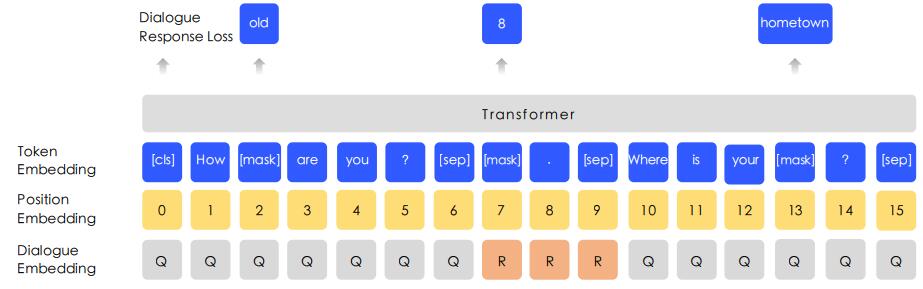 Dialogue
Response Loss
old 8 hometown
Transformer
Token
Embedding
[cls] How [mask] are you ? [sep] [mask] . [sep] Where is your [mask] ? [sep]
Position
Embedding
0 1 2 3 4 5 6 7 8 9 10 11 12 13 14 15
Dialogue
Embedding
Q Q Q Q Q Q Q R R R Q Q Q Q Q Q